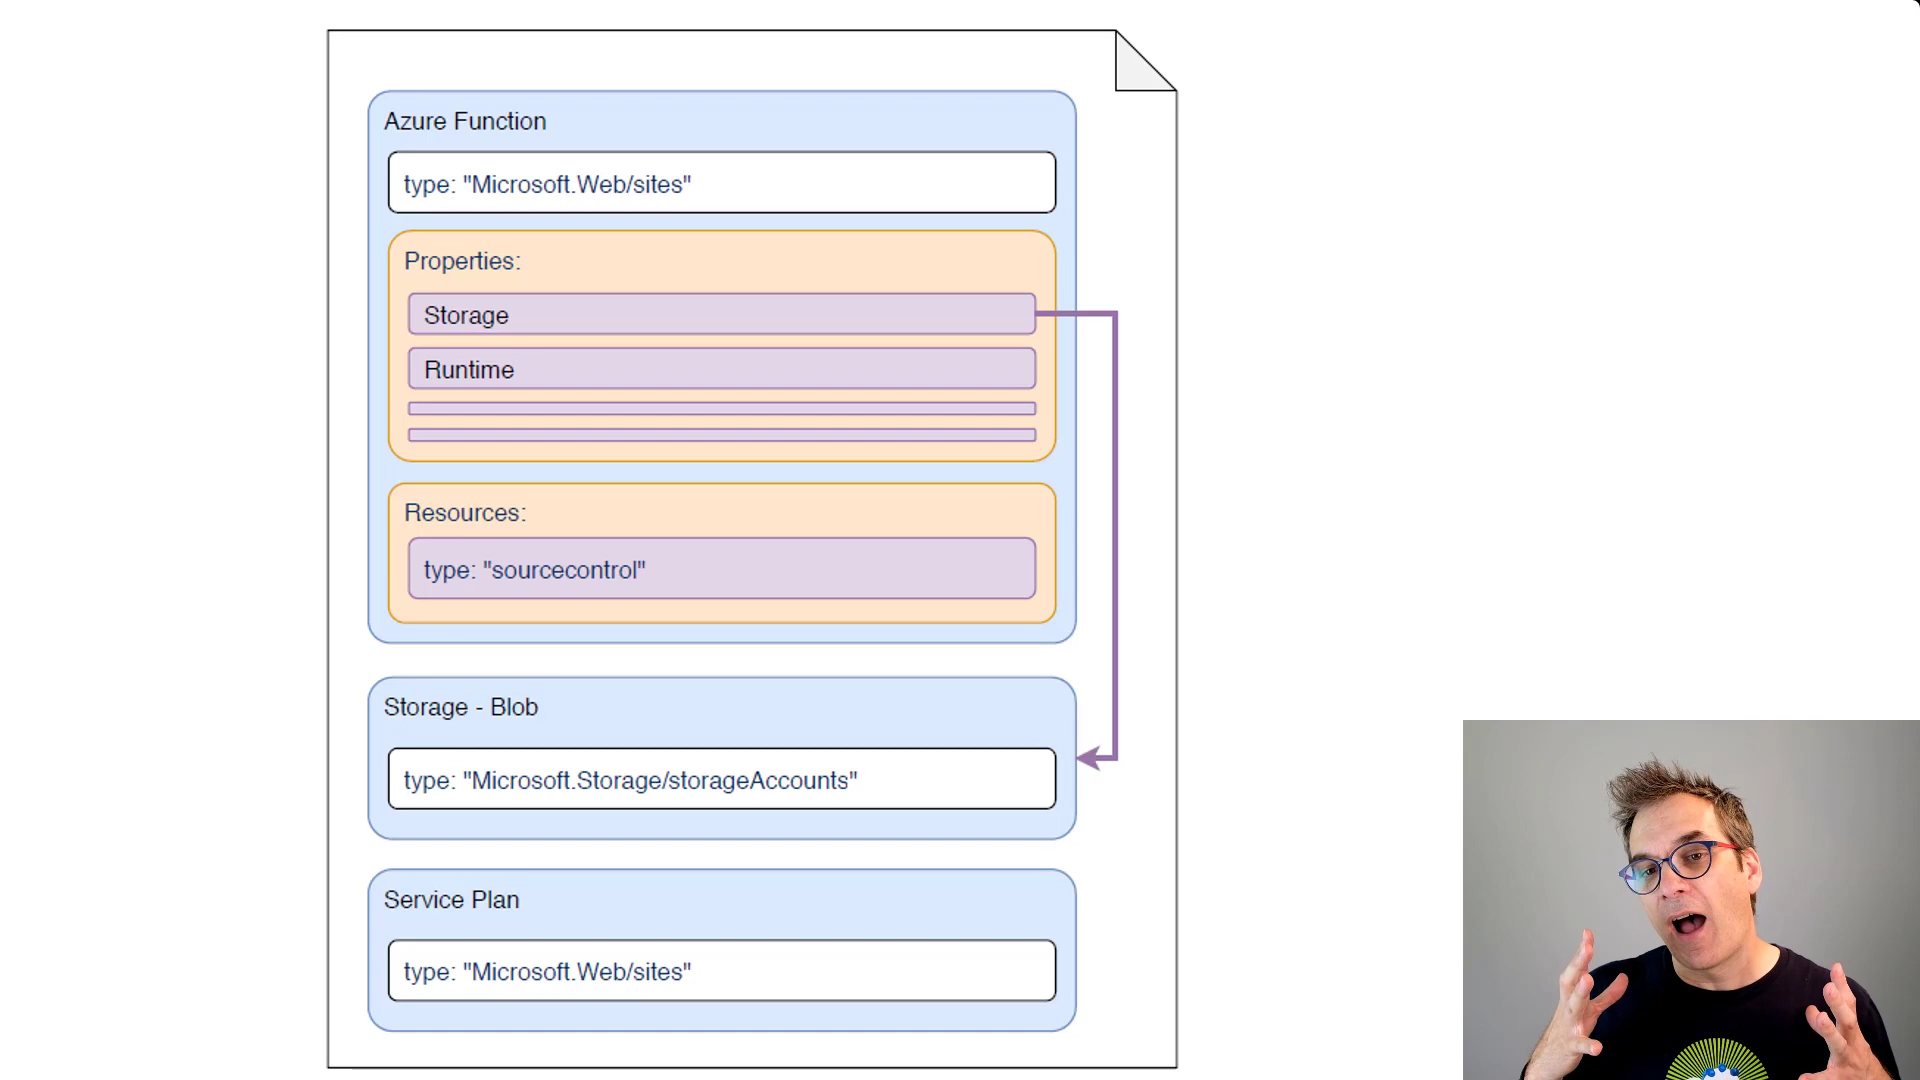 Azure Function
type: "Microsoft.Web/sites"
Properties:
Storage
Runtime
Resources:
type: "sourcecontrol"
Storage - Blob
type: "Microsoft.Storage/storageAccounts"
Service Plan
type: "Microsoft.Web/sites"